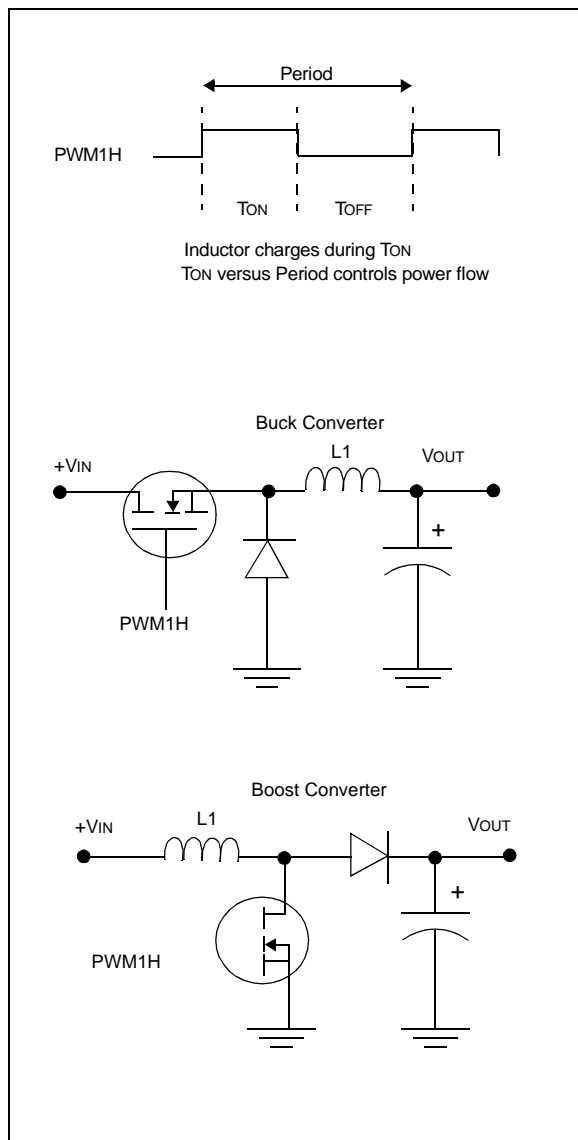 Period
PWM1H
TON TOFF
Inductor charges during TON
TON versus Period controls power flow
Buck Converter
L1
+VIN
VOUT
+
PWM1H
Boost Converter
+VIN
L1
VOUT
+
PWM1H